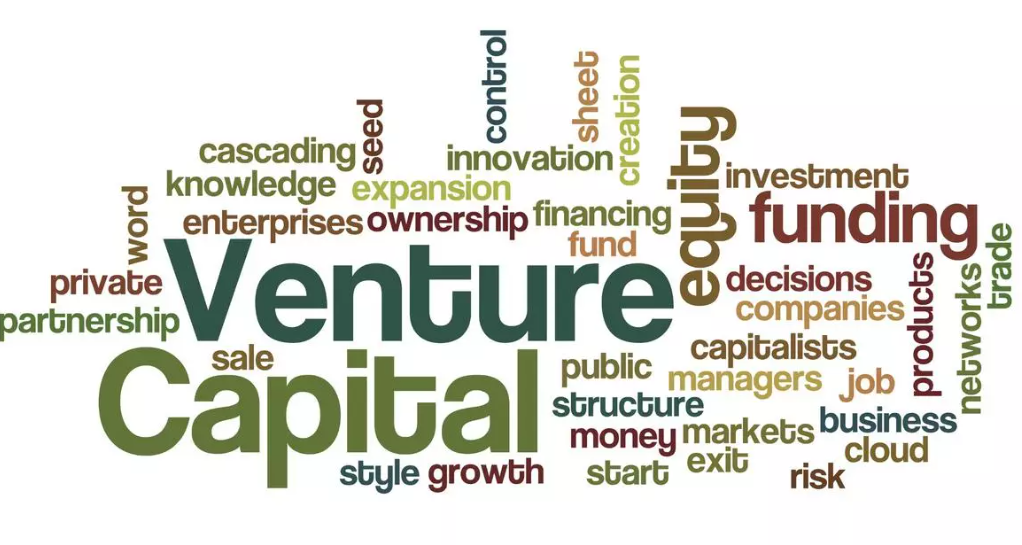 control
sheet
creation
seed
cascading
innovation
equity
knowledge
expansion
investment
word
enterprises
ownership
financing
funding
fund
trade
Venture
private
decisions
products
networks
companies
partnership
sale
Capital
public
capitalists
managers
job
structure
business
money
markets
cloud
style
growth
start
exit
risk